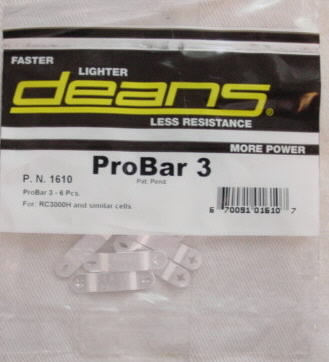 FASTER
LIGHTER
deans®
LESS RESISTANCE
MORE POWER
ProBar 3
Pat. Pend.
P. N. 1610
ProBar 3 - 6 Pcs.
For: RC3000H and similar cells
6 70091 01610 7